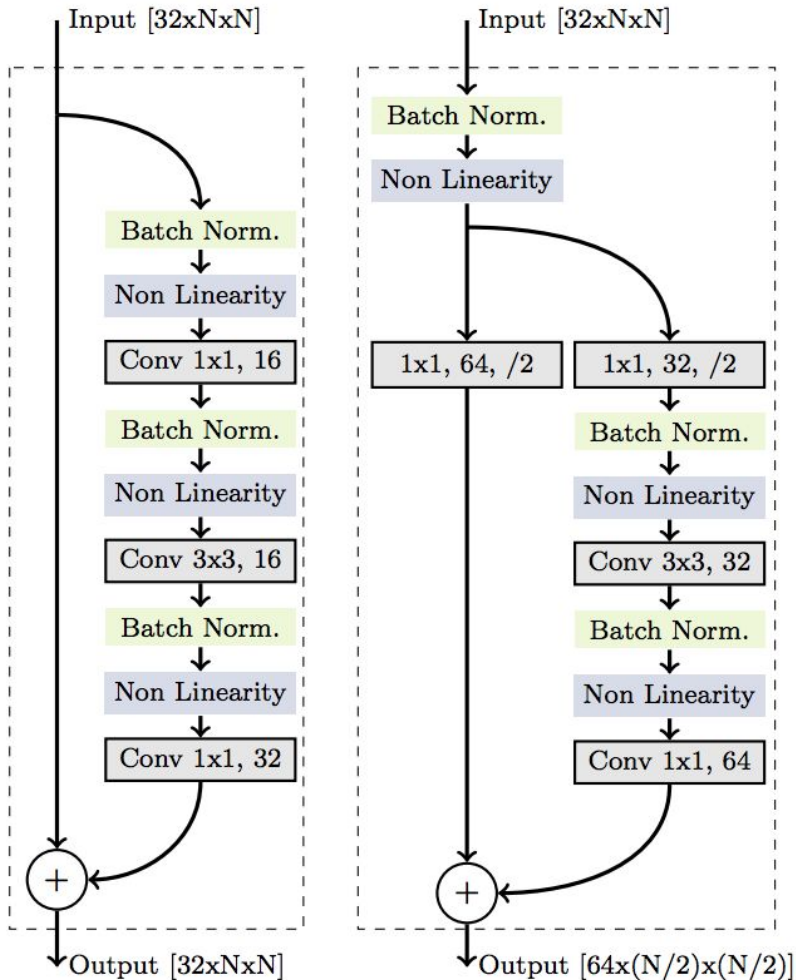 Input [32xNxN]
Batch Norm.
Non Linearity
Conv 1x1, 16
Batch Norm.
Non Linearity
Conv 3x3, 16
Batch Norm.
Non Linearity
Conv 1x1, 32
+
Output [32xNxN]
Input [32xNxN]
Batch Norm.
Non Linearity
1x1, 64, /2
1x1, 32, /2
Batch Norm.
Non Linearity
Conv 3x3, 32
Batch Norm.
Non Linearity
Conv 1x1, 64
+
Output [64x(N/2)x(N/2)]